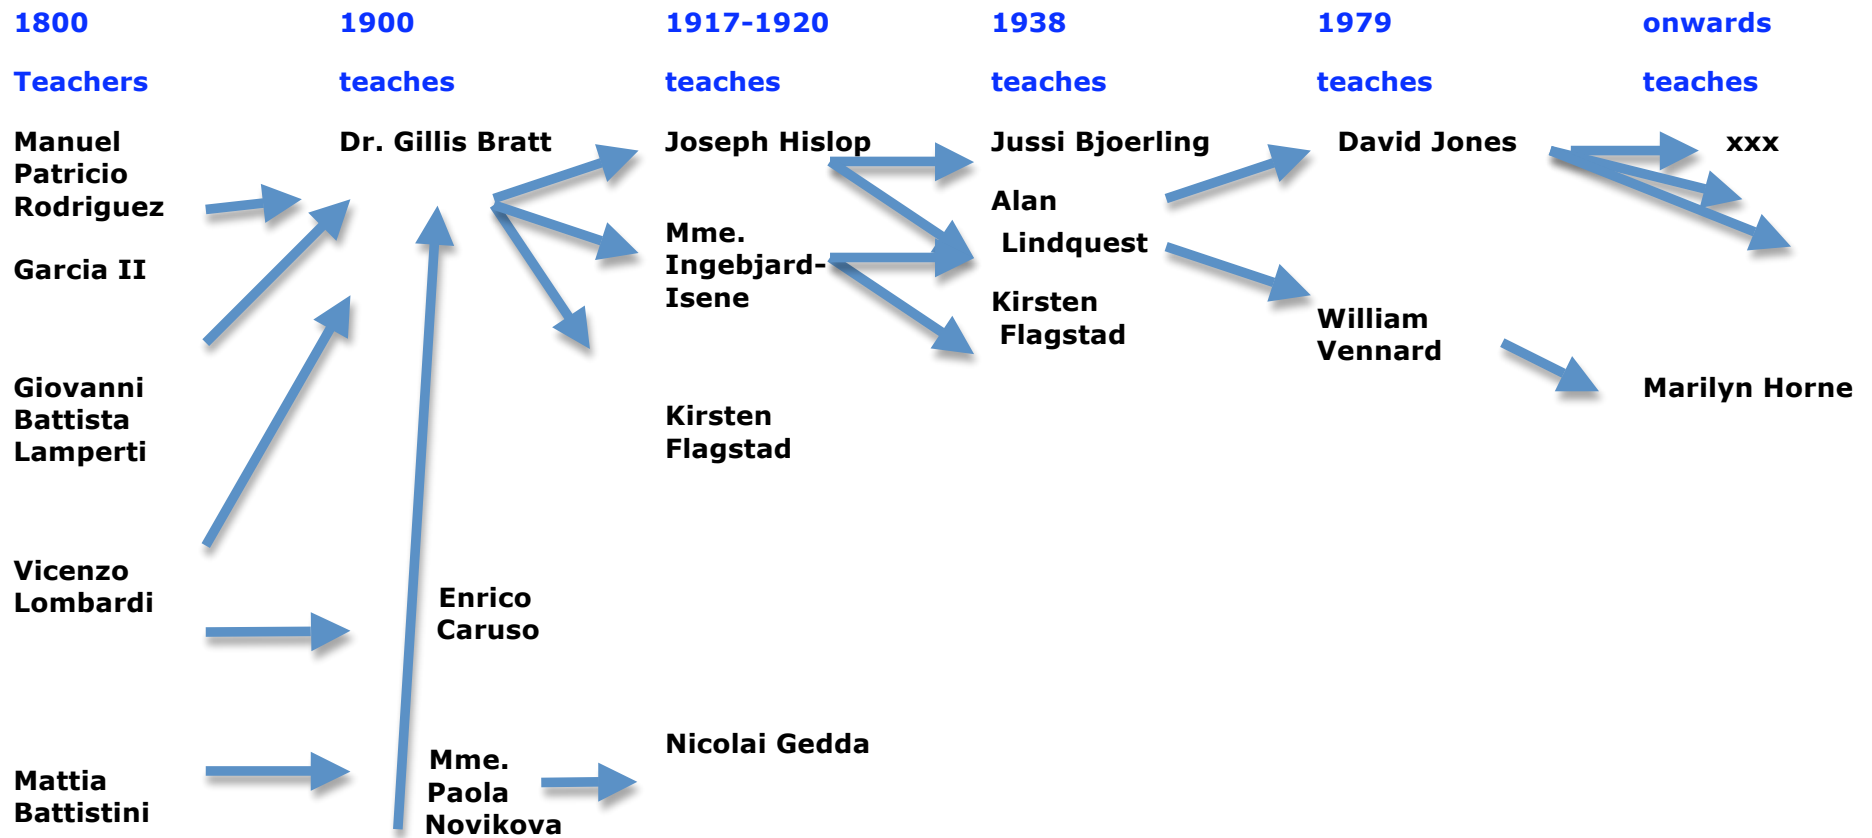 1800
1900
1917-1920
1938
1979
onwards
Teachers
teaches
teaches
teaches
teaches
teaches
Manuel
Patricio
Rodriguez
Garcia II
Giovanni
Battista
Lamperti
Vicenzo
Lombardi
Mattia
Battistini
Dr. Gillis Bratt
Enrico
Caruso
Mme.
Paola
Novikova
Joseph Hislop
Mme.
Ingebjard-
Isene
Kirsten
Flagstad
Nicolai Gedda
Jussi Bjoerling
Alan
Lindquest
Kirsten
Flagstad
David Jones
William
Vennard
xxx
Marilyn Horne